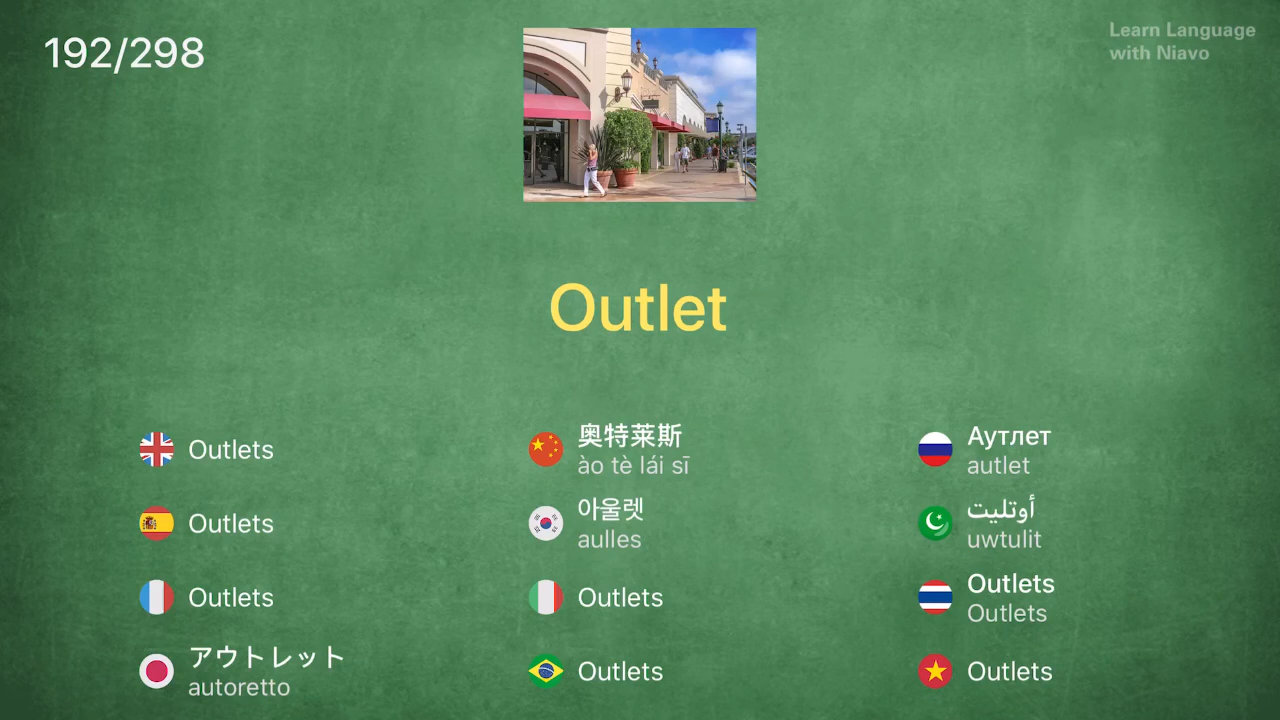 192/298
Learn Language
with Niavo
Outlet
Outlets
Outlets
Outlets
アウトレット
autoretto
奥特莱斯
ào tè lái sī
아울렛
aulles
Outlets
Outlets
Аутлет
autlet
أوتليت
uwtulit
Outlets
Outlets
Outlets